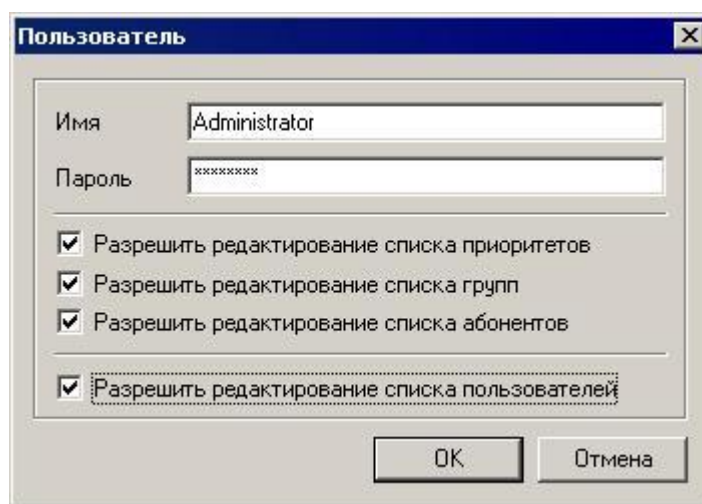 Пользователь
Имя Administrator
Пароль ********
Разрешить редактирование списка приоритетов
Разрешить редактирование списка групп
Разрешить редактирование списка абонентов
Разрешить редактирование списка пользователей
OK Отмена